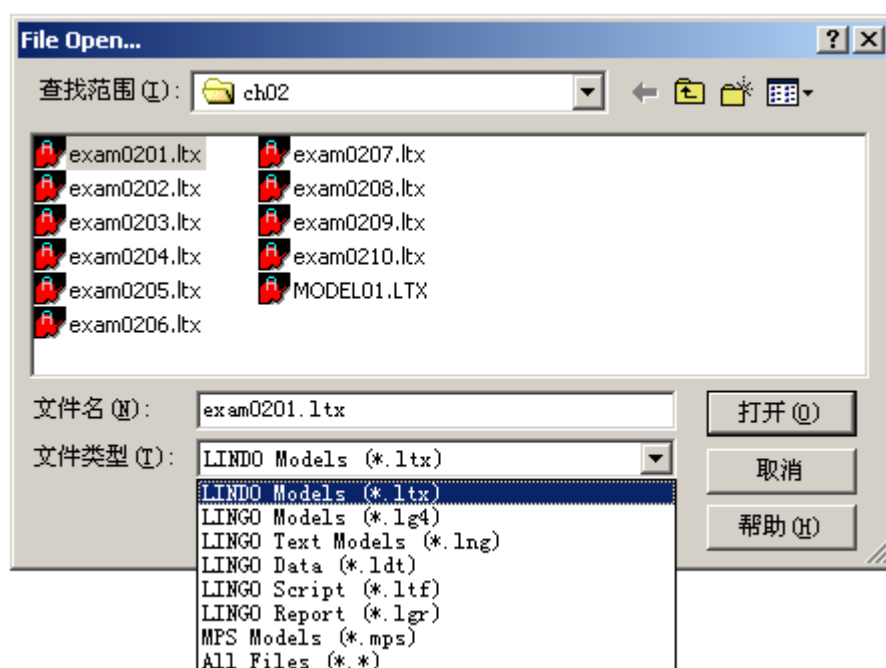 File Open...
查找范围(I): ch02
exam0201.ltx
exam0202.ltx
exam0203.ltx
exam0204.ltx
exam0205.ltx
exam0206.ltx
exam0207.ltx
exam0208.ltx
exam0209.ltx
exam0210.ltx
MODEL01.LTX
文件名(N): exam0201.ltx
打开(O)
文件类型(T): LINDO Models (*.ltx)
取消
帮助(H)
LINDO Models (*.ltx)
LINGO Models (*.lg4)
LINGO Text Models (*.lng)
LINGO Data (*.ldt)
LINGO Script (*.ltf)
LINGO Report (*.lgr)
MPS Models (*.mps)
All Files (*.*)